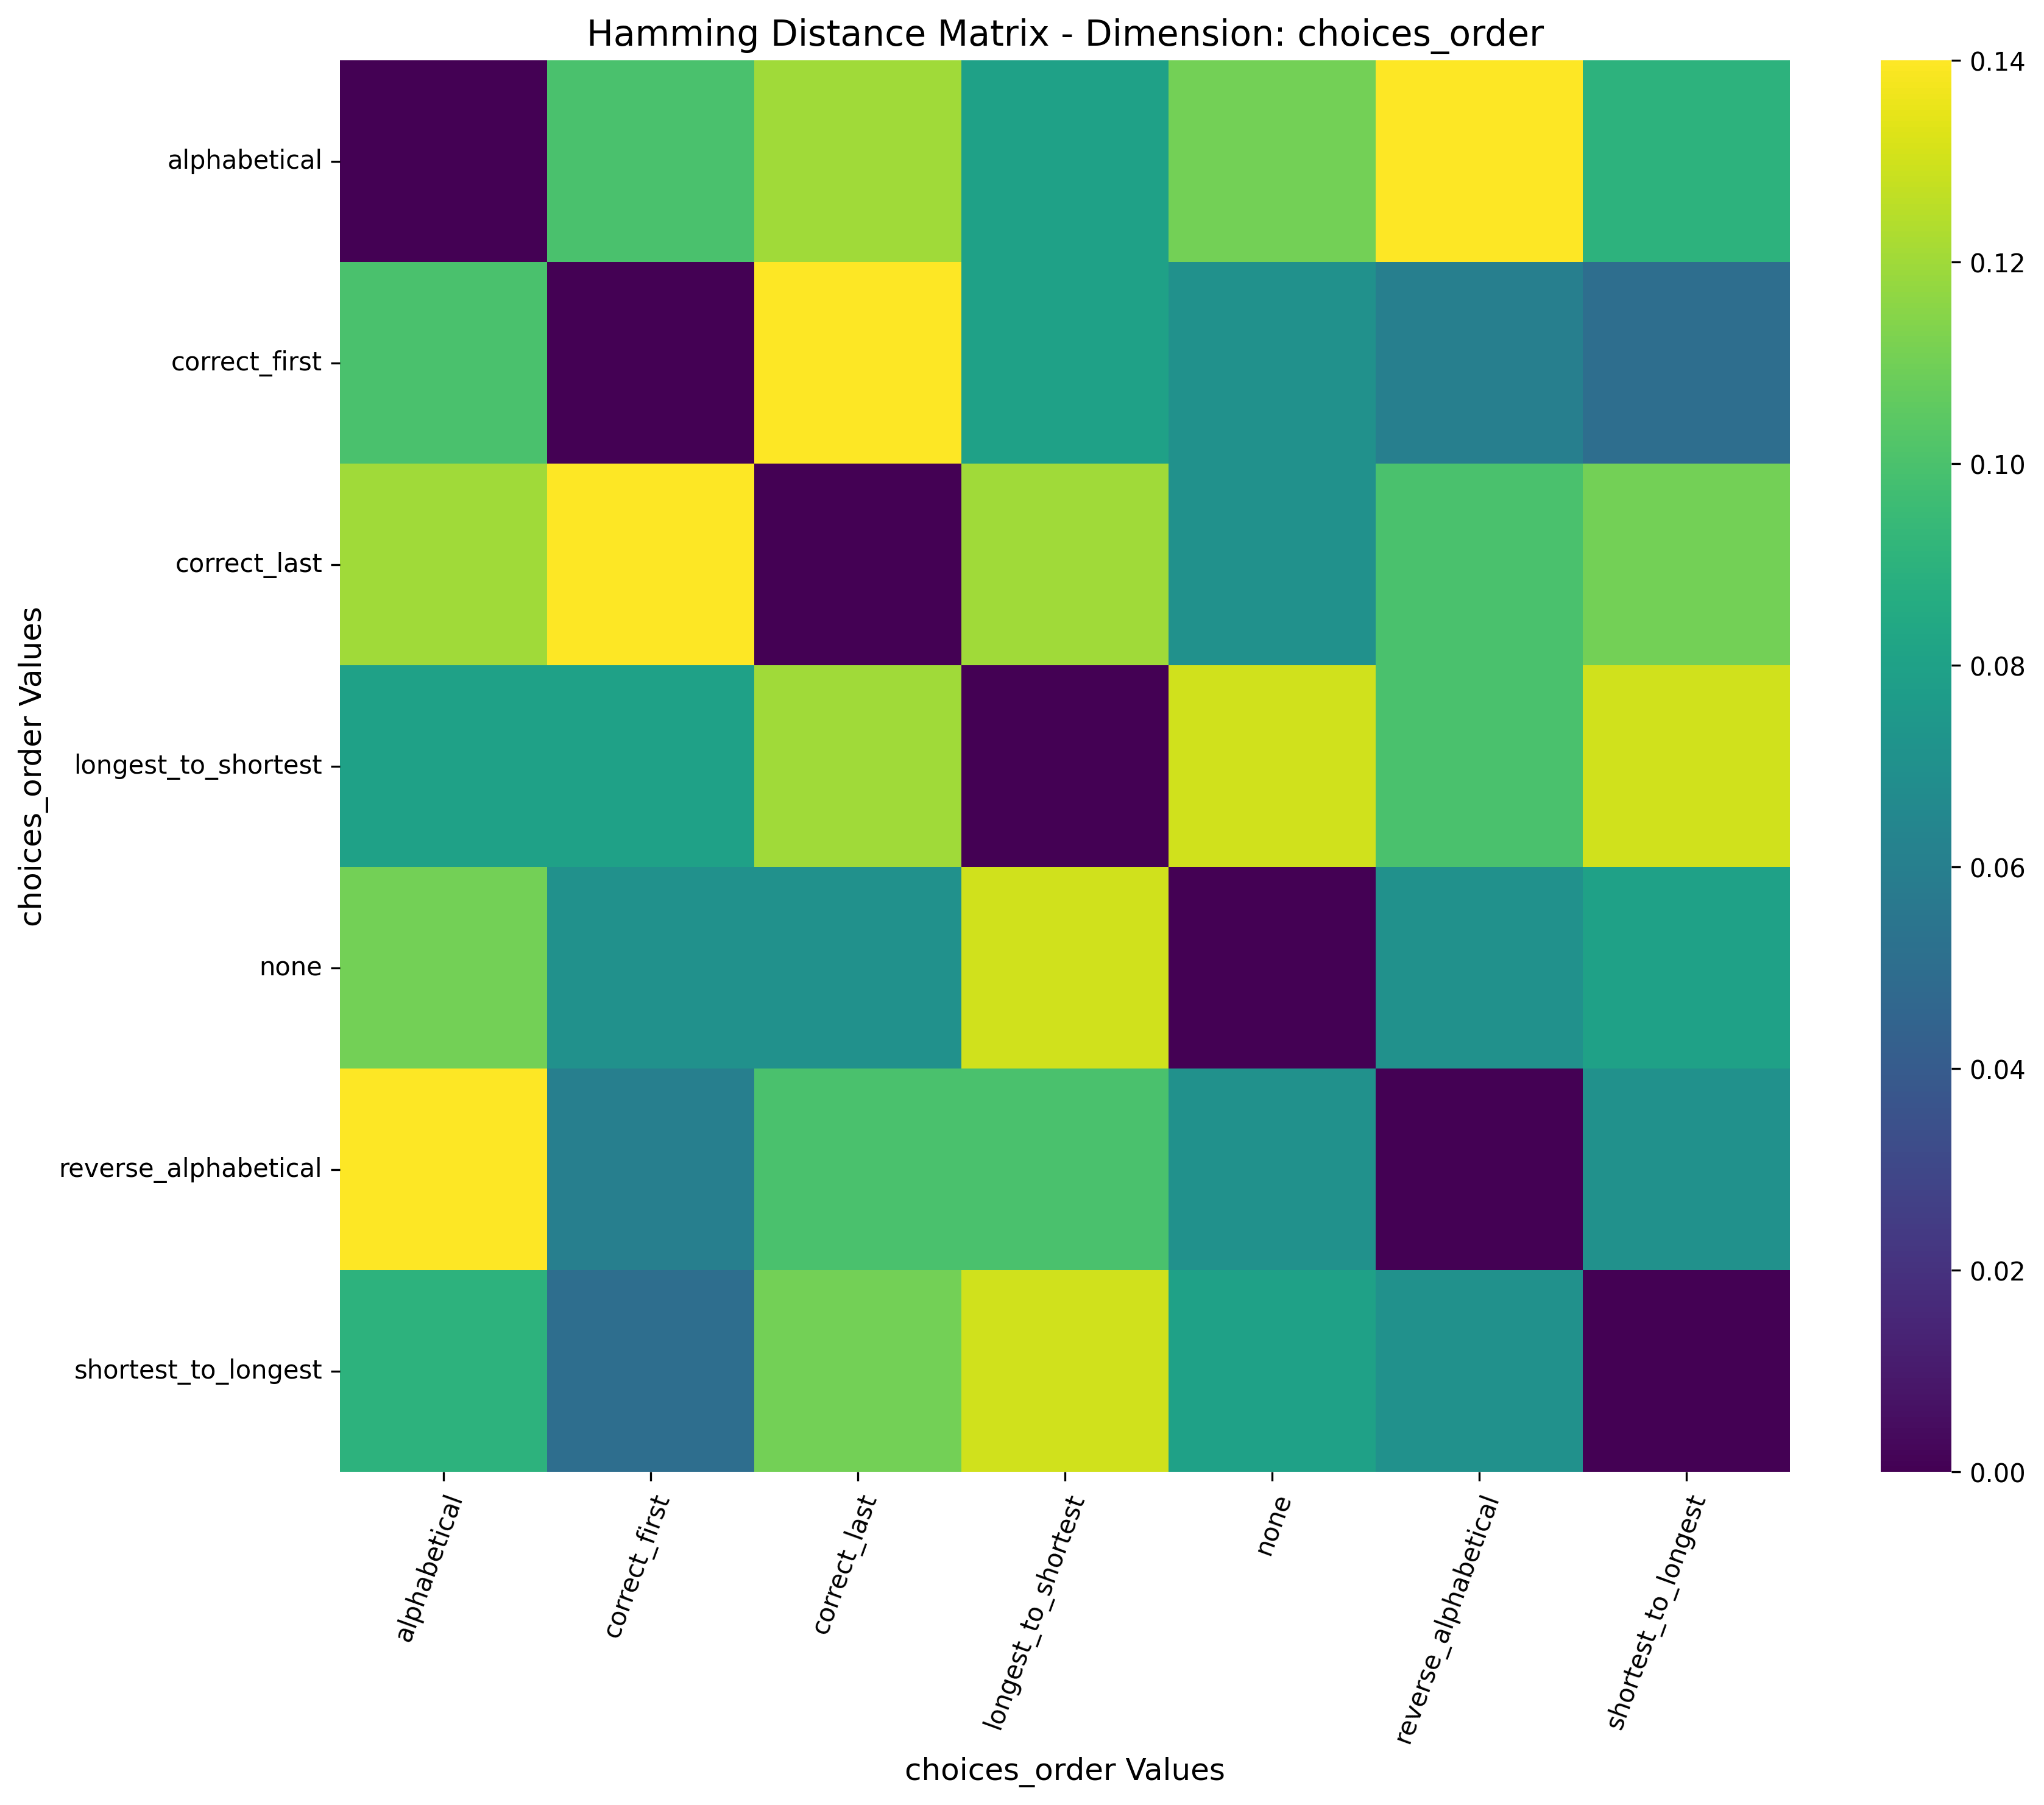 Hamming Distance Matrix - Dimension: choices_order
choices_order Values
alphabetical
correct_first
correct_last
longest_to_shortest
none
reverse_alphabetical
shortest_to_longest
alphabetical
correct_first
correct_last
longest_to_shortest
none
reverse_alphabetical
shortest_to_longest
choices_order Values
0.14
0.12
0.10
0.08
0.06
0.04
0.02
0.00